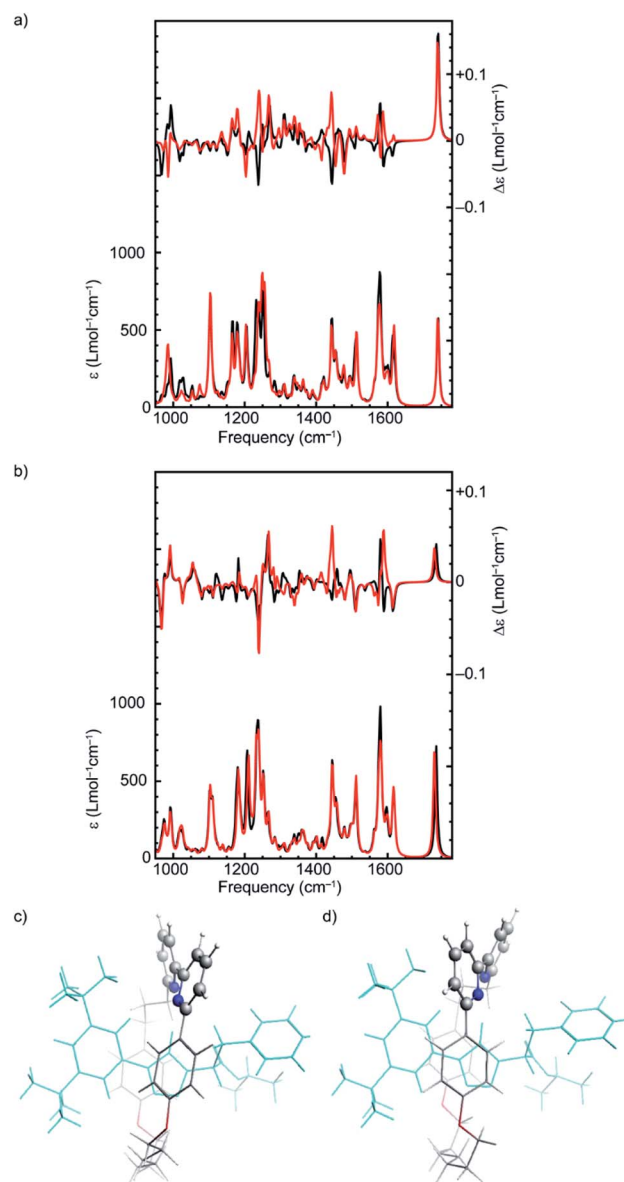 a)
+0.1
0
−0.1
Δε (Lmol⁻¹cm⁻¹)
1000
500
0
ε (Lmol⁻¹cm⁻¹)
1000 1200 1400 1600
Frequency (cm⁻¹)
b)
+0.1
0
−0.1
Δε (Lmol⁻¹cm⁻¹)
1000
500
0
ε (Lmol⁻¹cm⁻¹)
1000 1200 1400 1600
Frequency (cm⁻¹)
c) d)